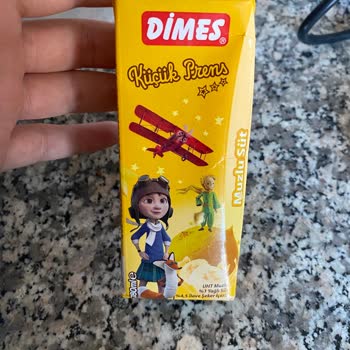 DİMES
Küçük Prens
Muzlu Süt
UHT Muzlu
%1 Yağlı Süt